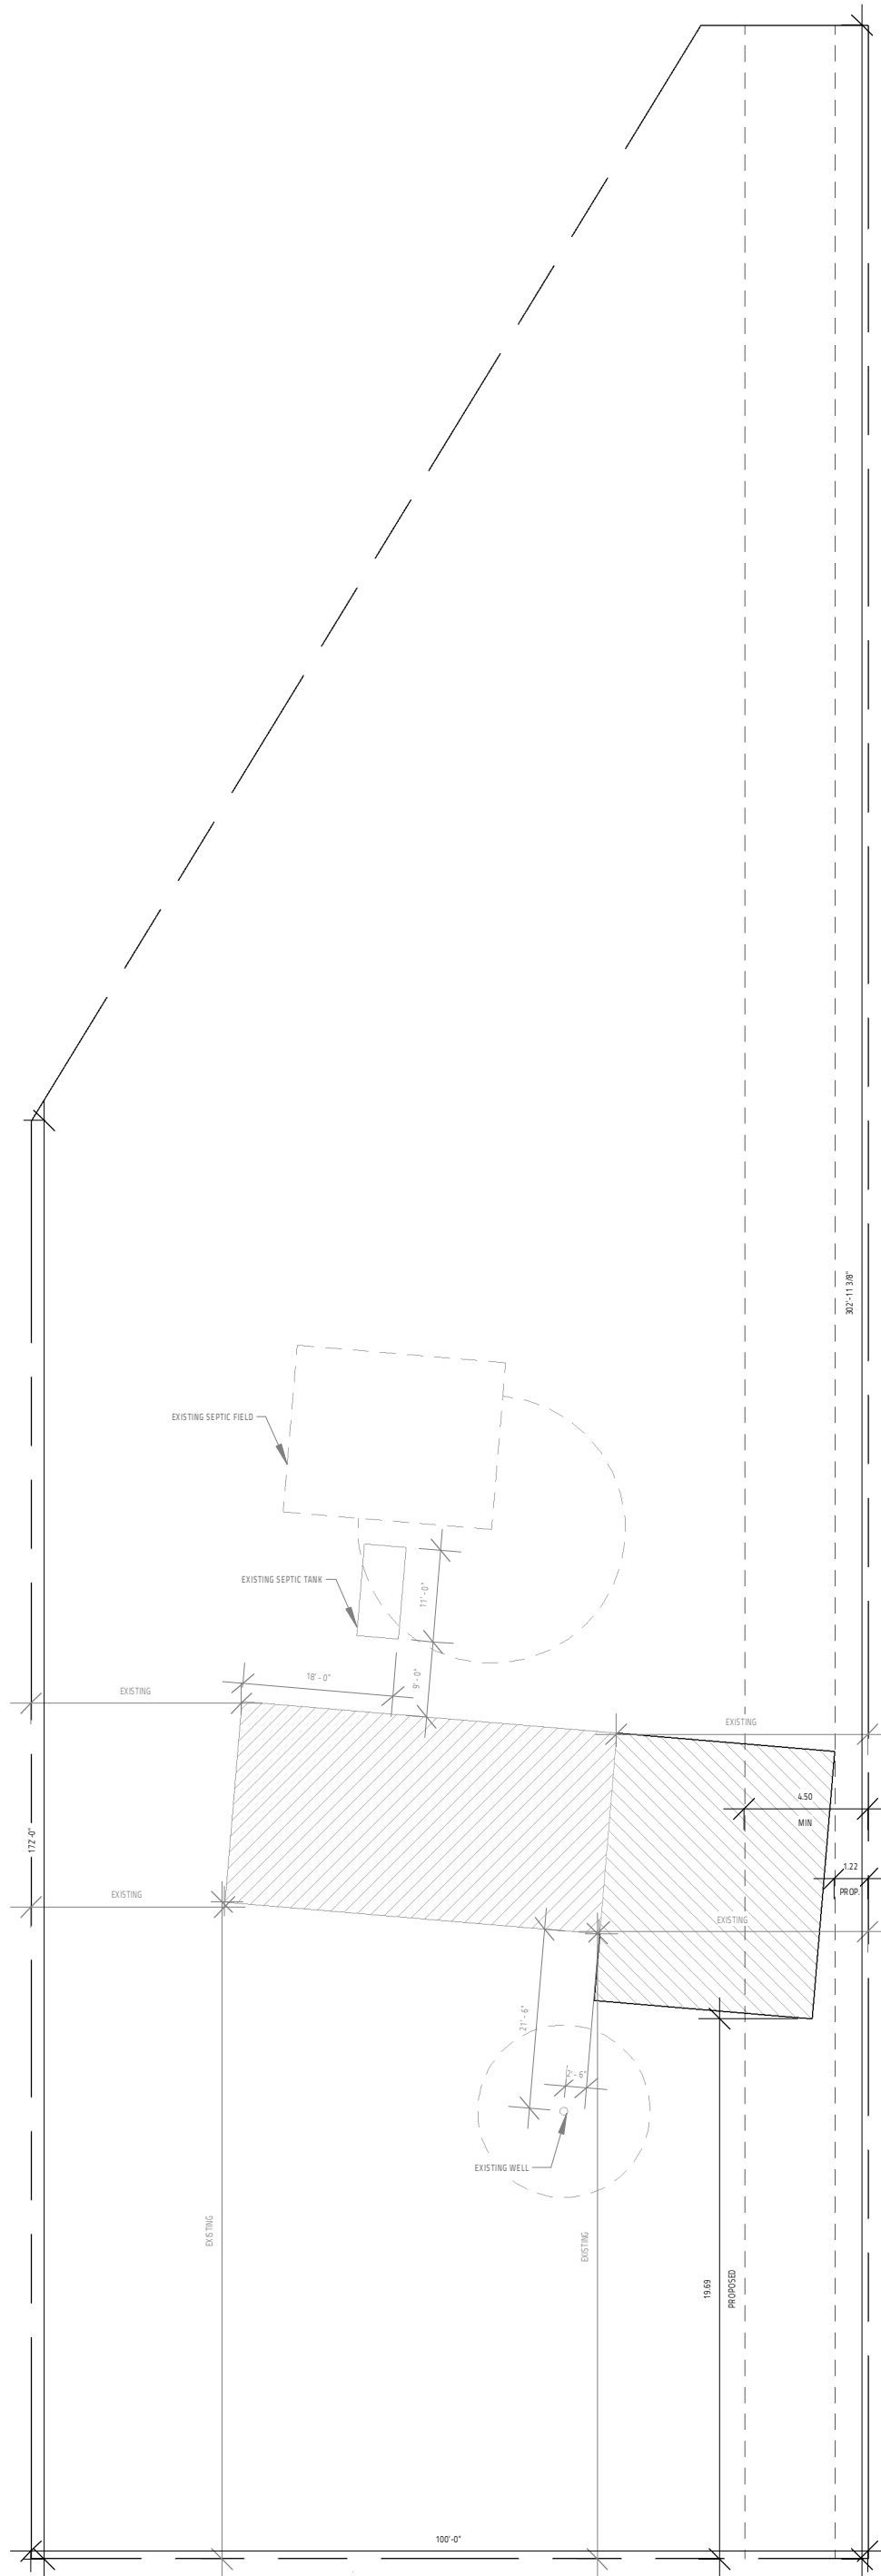 302'-11 3/8"
EXISTING SEPTIC FIELD
EXISTING SEPTIC TANK
11'-0"
9'-0"
18'-0"
EXISTING
EXISTING
4.50
MIN
172'-0"
1.22
PROP.
EXISTING
EXISTING
21'-6"
2'-6"
EXISTING WELL
EXISTING
EXISTING
19.69
PROPOSED
100'-0"